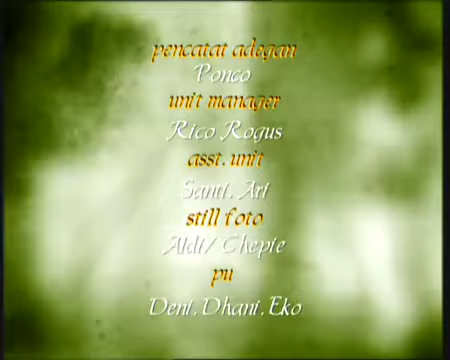 pencatat adegan
Ponco
unit manager
Rico Rogus
asst. unit
Santi. Ari
still foto
Aldi/ Chepie
pu
Deni.Dhani.Eko